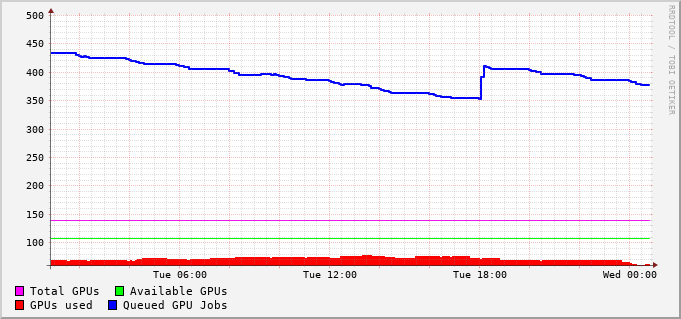 500
450
400
350
300
250
200
150
100
Tue 06:00 Tue 12:00 Tue 18:00 Wed 00:00
Total GPUs Available GPUs
GPUs used Queued GPU Jobs
RRDTOOL / TOBI OETIKER